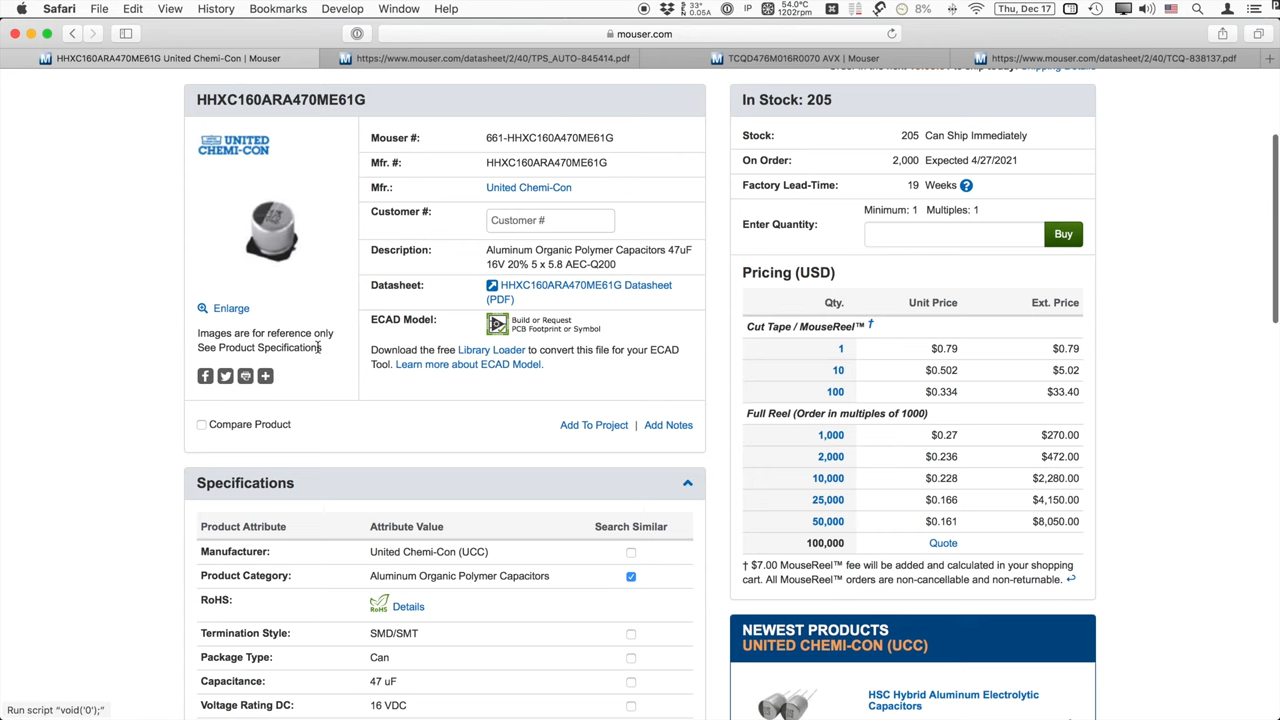 Safari File Edit View History Bookmarks Develop Window Help
33° 0.05A IP 54.0°C 1202rpm 8% Thu, Dec 17
mouser.com
HHXC160ARA470ME61G United Chemi-Con | Mouser
https://www.mouser.com/datasheet/2/40/TPS_AUTO-845414.pdf
TCQD476M016R0070 AVX | Mouser
https://www.mouser.com/datasheet/2/40/TCQ-838137.pdf
HHXC160ARA470ME61G
UNITED
CHEMI-CON
Enlarge
Images are for reference only
See Product Specifications
Mouser #: 661-HHXC160A470ME61G
Mfr. #: HHXC160ARA470ME61G
Mfr.: United Chemi-Con
Customer #: Customer #
Description: Aluminum Organic Polymer Capacitors 47uF
16V 20% 5 x 5.8 AEC-Q200
Datasheet: HHXC160ARA470ME61G Datasheet
(PDF)
ECAD Model: Build or Request
PCB Footprint or Symbol
Download the free Library Loader to convert this file for your ECAD
Tool. Learn more about ECAD Model.
Compare Product
Add To Project | Add Notes
Specifications
Product Attribute Attribute Value Search Similar
Manufacturer: United Chemi-Con (UCC)
Product Category: Aluminum Organic Polymer Capacitors
RoHS: RoHS Details
Termination Style: SMD/SMT
Package Type: Can
Capacitance: 47 uF
Voltage Rating DC: 16 VDC
In Stock: 205
Stock: 205 Can Ship Immediately
On Order: 2,000 Expected 4/27/2021
Factory Lead-Time: 19 Weeks ?
Minimum: 1 Multiples: 1
Enter Quantity: Buy
Pricing (USD)
Qty. Unit Price Ext. Price
Cut Tape / MouseReel™ †
1 $0.79 $0.79
10 $0.502 $5.02
100 $0.334 $33.40
Full Reel (Order in multiples of 1000)
1,000 $0.27 $270.00
2,000 $0.236 $472.00
10,000 $0.228 $2,280.00
25,000 $0.166 $4,150.00
50,000 $0.161 $8,050.00
100,000 Quote
† $7.00 MouseReel™ fee will be added and calculated in your shopping
cart. All MouseReel™ orders are non-cancellable and non-returnable.
NEWEST PRODUCTS
UNITED CHEMI-CON (UCC)
HSC Hybrid Aluminum Electrolytic
Capacitors
Run script “void('0');”